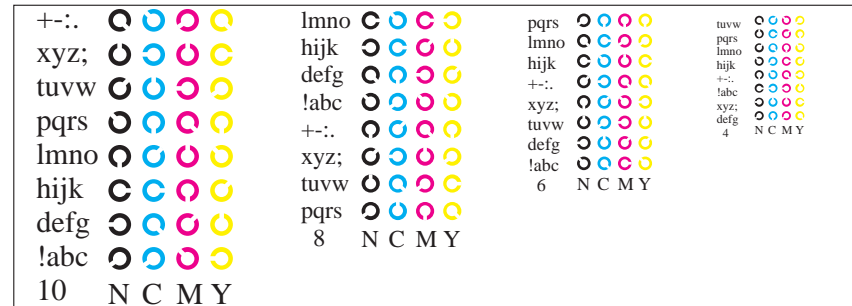 +-:.
xyz;
tuvw
pqrs
lmno
hijk
defg
!abc
10 N C M Y
lmno
hijk
defg
!abc
+-:.
xyz;
tuvw
pqrs
8 N C M Y
pqrs
lmno
hijk
+-:.
xyz;
tuvw
defg
!abc
6 N C M Y
tuvw
pqrs
lmno
hijk
+-:.
!abc
xyz;
defg
4 N C M Y